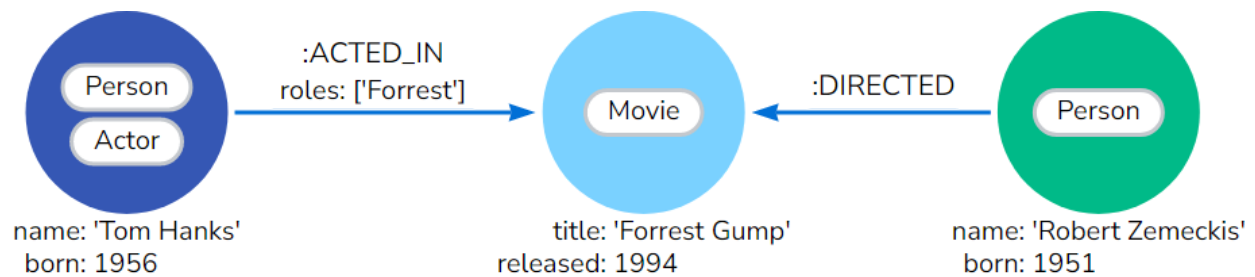 Person
Actor
name: 'Tom Hanks'
born: 1956
:ACTED_IN
roles: ['Forrest']
Movie
title: 'Forrest Gump'
released: 1994
:DIRECTED
Person
name: 'Robert Zemeckis'
born: 1951